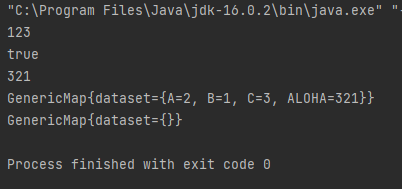 "C:\Program Files\Java\jdk-16.0.2\bin\java.exe" "-
123
true
321
GenericMap{dataset={A=2, B=1, C=3, ALOHA=321}}
GenericMap{dataset={}}
Process finished with exit code 0